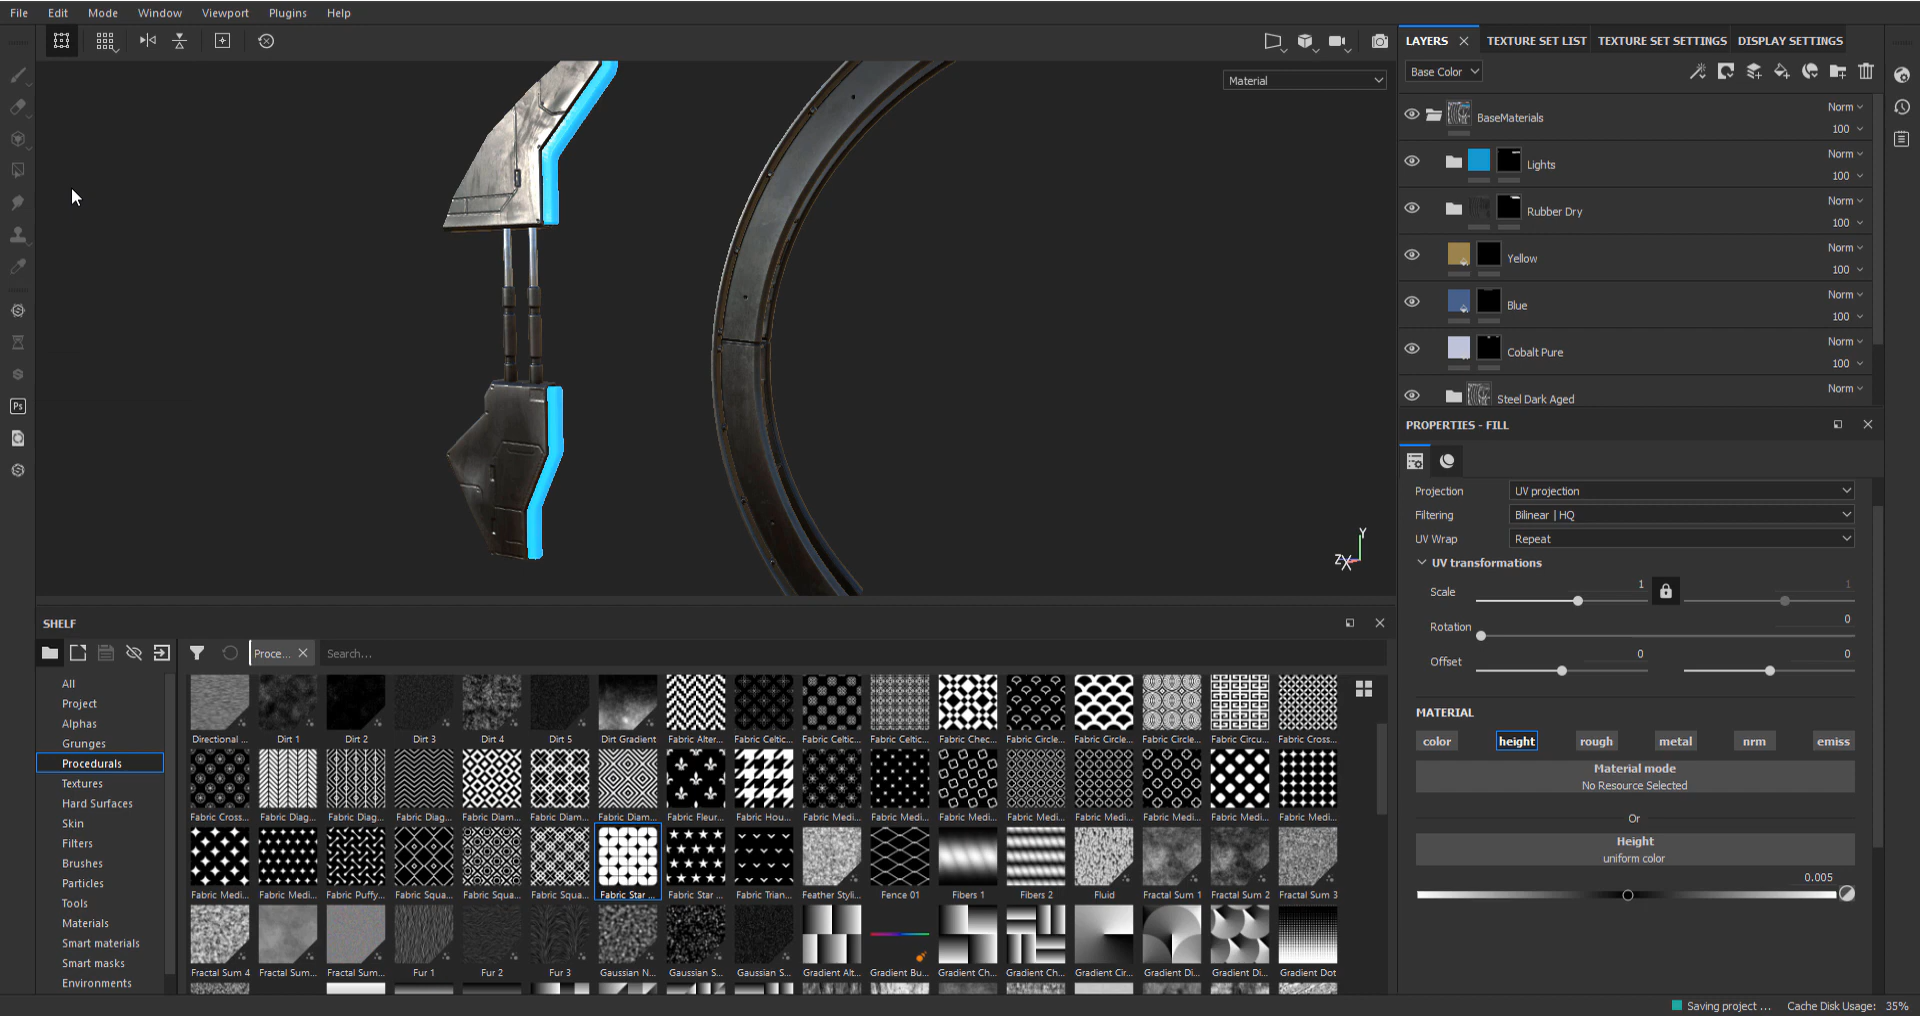 File Edit Mode Window Viewport Plugins Help
Material
LAYERS TEXTURE SET LIST TEXTURE SET SETTINGS DISPLAY SETTINGS
Base Color
BaseMaterials Norm 100
Lights Norm 100
Rubber Dry Norm 100
Yellow Norm 100
Blue Norm 100
Cobalt Pure Norm 100
Steel Dark Aged Norm
Ps
Y
Z X
PROPERTIES - FILL
Projection UV projection
Filtering Bilinear | HQ
UV Wrap Repeat
UV transformations
Scale 1 1
Rotation 0
Offset 0 0
MATERIAL
color height rough metal nrm emiss
Material mode
No Resource Selected
Or
Height
uniform color
0.005
SHELF
Proce... Search...
All
Project
Alphas
Grunges
Procedurals
Textures
Hard Surfaces
Skin
Filters
Brushes
Particles
Tools
Materials
Smart materials
Smart masks
Environments
Directional ... Dirt 1 Dirt 2 Dirt 3 Dirt 4 Dirt 5 Dirt Gradient Fabric Alter... Fabric Celtic... Fabric Celtic... Fabric Celtic... Fabric Chec... Fabric Circle... Fabric Circle... Fabric Circu... Fabric Circu... Fabric Cross...
Fabric Cross... Fabric Diag... Fabric Diag... Fabric Diag... Fabric Diam... Fabric Diam... Fabric Diam... Fabric Fleur... Fabric Hou... Fabric Medi... Fabric Medi... Fabric Medi... Fabric Medi... Fabric Medi... Fabric Medi... Fabric Medi... Fabric Medi...
Fabric Medi... Fabric Medi... Fabric Puffy... Fabric Squa... Fabric Squa... Fabric Squa... Fabric Star ... Fabric Star ... Fabric Trian... Feather Styli... Fence 01 Fibers 1 Fibers 2 Fluid Fractal Sum 1 Fractal Sum 2 Fractal Sum 3
Fractal Sum 4 Fractal Sum... Fractal Sum... Fur 1 Fur 2 Fur 3 Gaussian N... Gaussian S... Gaussian S... Gradient Alt... Gradient Bu... Gradient Ch... Gradient Ch... Gradient Cir... Gradient Di... Gradient Di... Gradient Dot
Saving project ... Cache Disk Usage: 35%